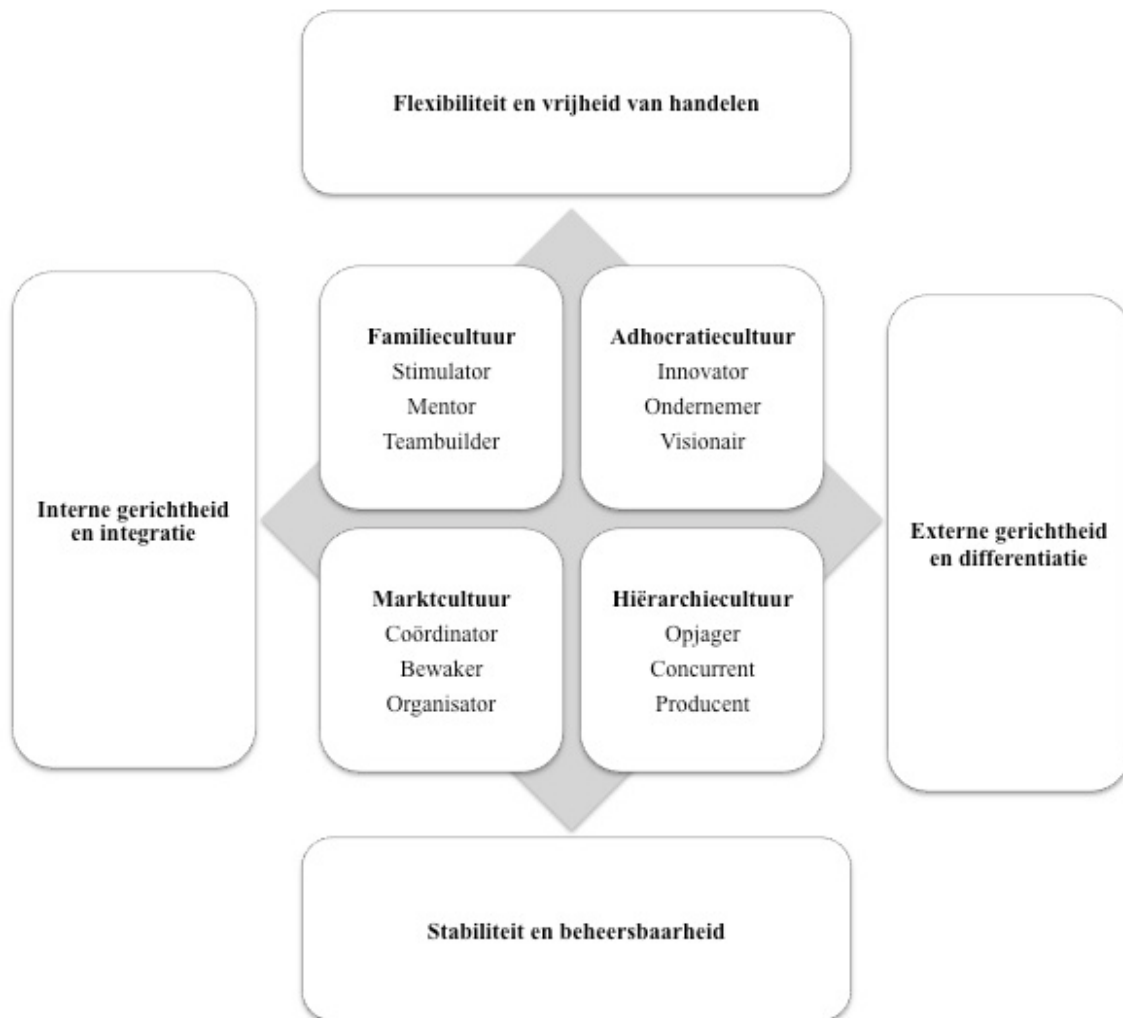 Flexibiliteit en vrijheid van handelen
Familiecultuur
Stimulator
Mentor
Teambuilder
Adhocratiecultuur
Innovator
Ondernemer
Visionair
Interne gerichtheid
en integratie
Externe gerichtheid
en differentiatie
Marktcultuur
Coördinator
Bewaker
Organisator
Hiërarchiecultuur
Opjager
Concurrent
Producent
Stabiliteit en beheersbaarheid